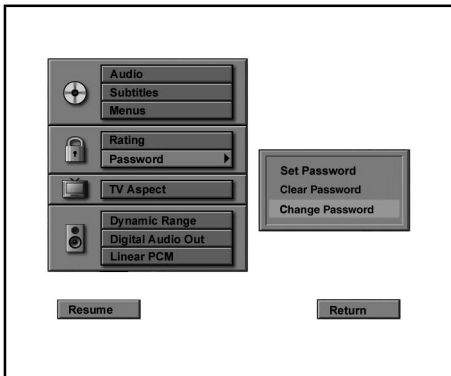 Audio
Subtitles
Menus
Rating
Password
TV Aspect
Dynamic Range
Digital Audio Out
Linear PCM
Set Password
Clear Password
Change Password
Resume
Return